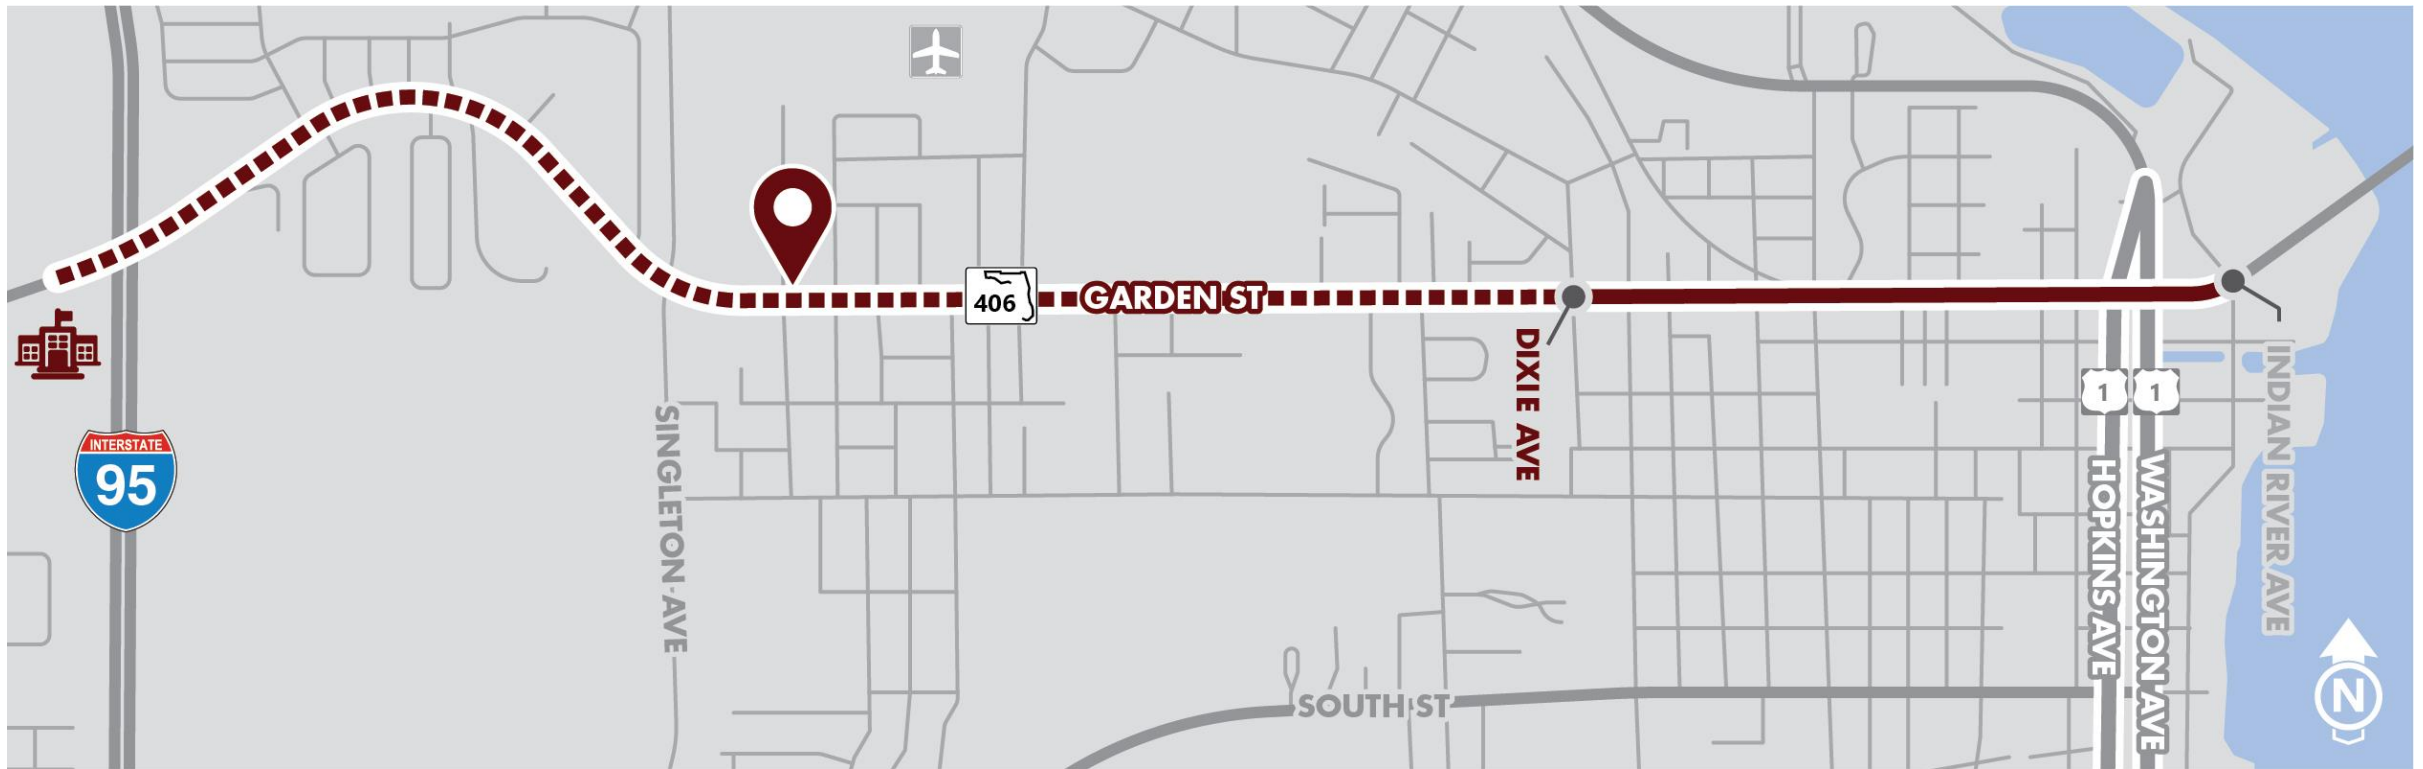 406
GARDEN ST
DIXIE AVE
1
1
INDIAN RIVER AVE
INTERSTATE
95
SINGLETON AVE
HOPKINS AVE
WASHINGTON AVE
SOUTH ST
N